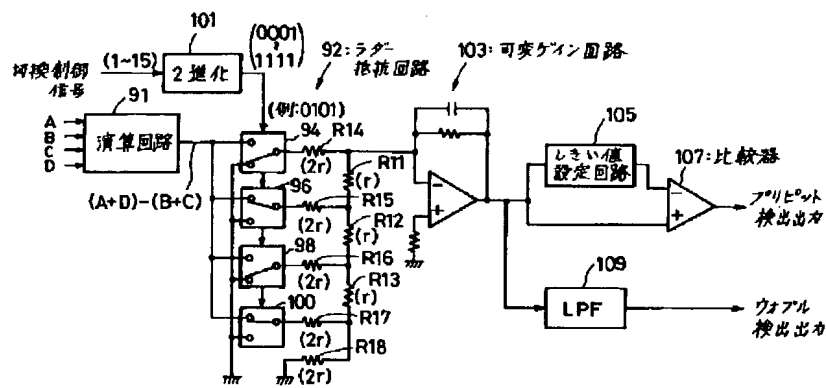 101
(0001
〜
1111)
切換制御
信号
(1~15)
2進化
92:ラダー
抵抗回路
103:可変ゲイン回路
91
A
B
C
D
演算回路
(A+D)-(B+C)
(例:0101)
94
R14
(2r)
R11
(r)
96
R15
(2r)
R12
(r)
98
R16
(2r)
R13
(r)
100
R17
(2r)
R18
(2r)
-
+
105
しきい値
設定回路
107:比較器
-
+
プリピット
検出出力
109
LPF
ウォブル
検出出力